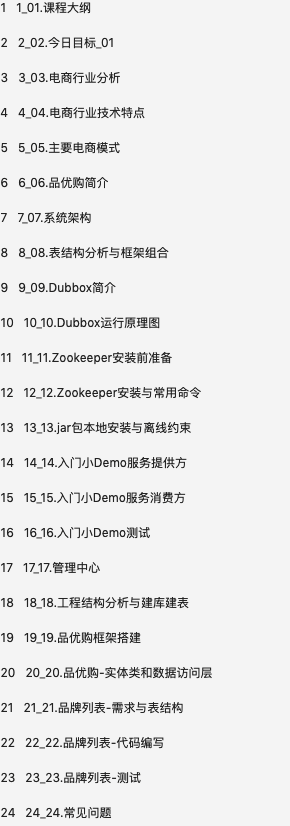 1 1_01.课程大纲
2 2_02.今日目标_01
3 3_03.电商行业分析
4 4_04.电商行业技术特点
5 5_05.主要电商模式
6 6_06.品优购简介
7 7_07.系统架构
8 8_08.表结构分析与框架组合
9 9_09.Dubbox简介
10 10_10.Dubbox运行原理图
11 11_11.Zookeeper安装前准备
12 12_12.Zookeeper安装与常用命令
13 13_13.jar包本地安装与离线约束
14 14_14.入门小Demo服务提供方
15 15_15.入门小Demo服务消费方
16 16_16.入门小Demo测试
17 17_17.管理中心
18 18_18.工程结构分析与建库建表
19 19_19.品优购框架搭建
20 20_20.品优购-实体类和数据访问层
21 21_21.品牌列表-需求与表结构
22 22_22.品牌列表-代码编写
23 23_23.品牌列表-测试
24 24_24.常见问题